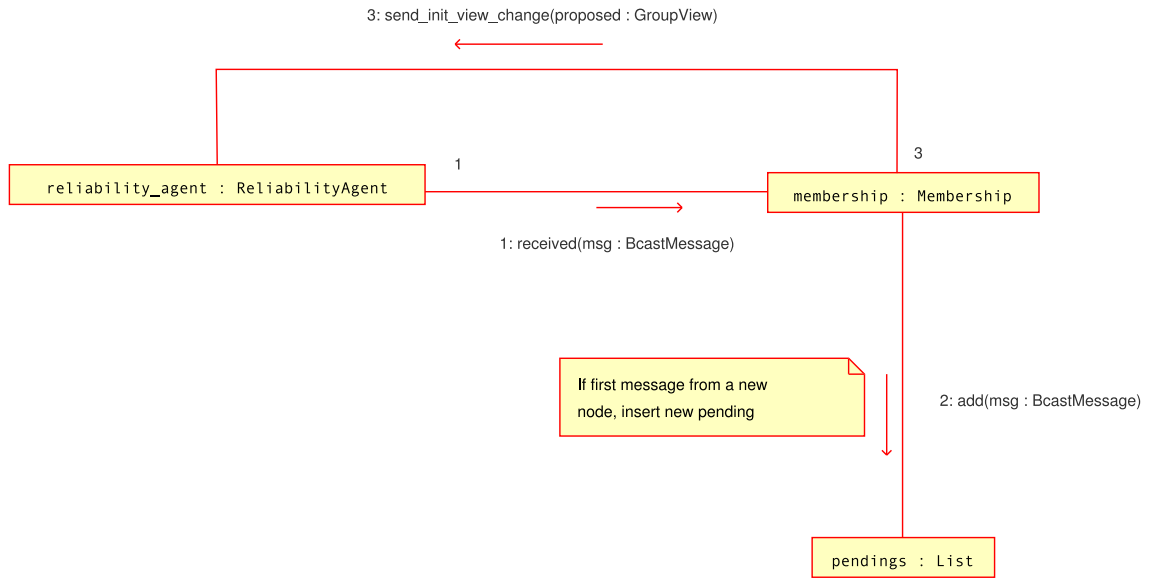 3: send_init_view_change(proposed : GroupView)
1
3
reliability_agent : ReliabilityAgent
membership : Membership
1: received(msg : BcastMessage)
If first message from a new
node, insert new pending
2: add(msg : BcastMessage)
pendings : List